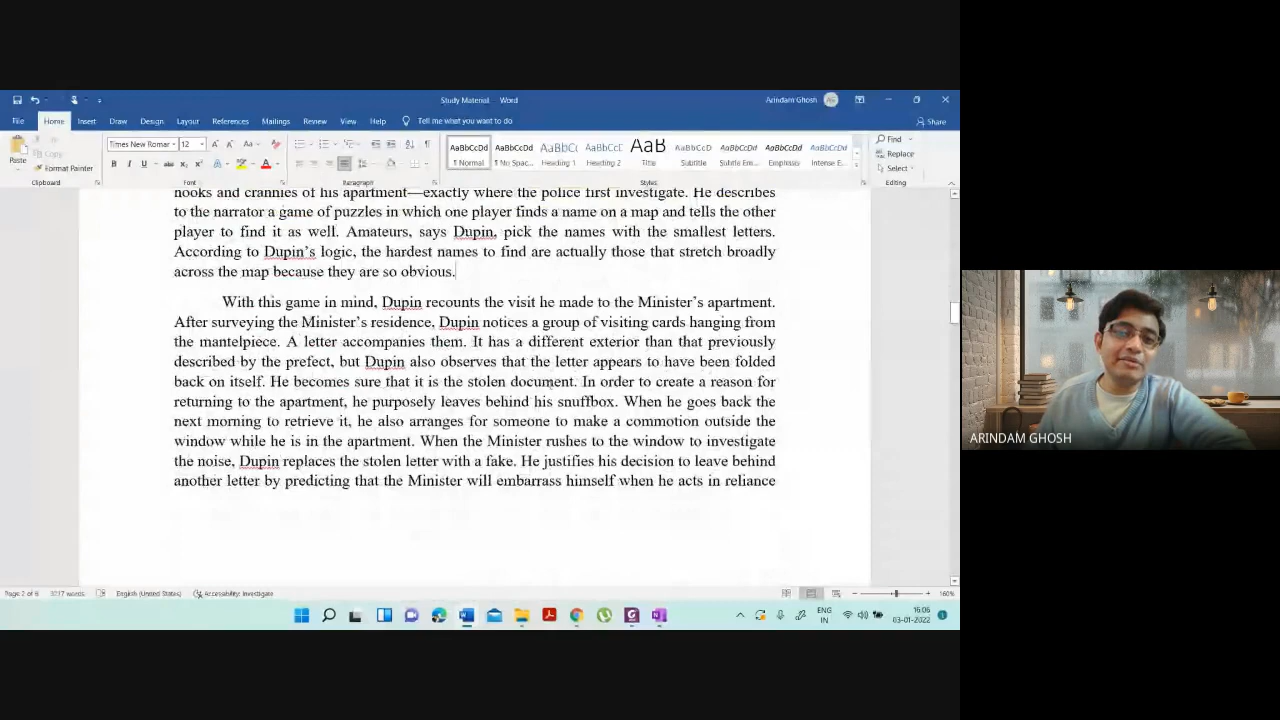 Study Material Word
Arindam Ghosh AG
File Home Insert Draw Design Layout References Mailings Review View Help Tell me what you want to do Share
Paste Cut Copy Format Painter
Times New Roman 12
AaBbCcDd AaBbCcDd AaBbC( AaBbCcC AaB AaBbCcD AaBbCcDd AaBbCcDd AaBbCcDd
¶ Normal ¶ No Spac... Heading 1 Heading 2 Title Subtitle Subtle Em... Emphasis Intense E...
Find Replace Select
Clipboard Font Paragraph Styles Editing
nooks and crannies of his apartment—exactly where the police first investigate. He describes
to the narrator a game of puzzles in which one player finds a name on a map and tells the other
player to find it as well. Amateurs, says Dupin, pick the names with the smallest letters.
According to Dupin's logic, the hardest names to find are actually those that stretch broadly
across the map because they are so obvious.
With this game in mind, Dupin recounts the visit he made to the Minister's apartment.
After surveying the Minister's residence, Dupin notices a group of visiting cards hanging from
the mantelpiece. A letter accompanies them. It has a different exterior than that previously
described by the prefect, but Dupin also observes that the letter appears to have been folded
back on itself. He becomes sure that it is the stolen document. In order to create a reason for
returning to the apartment, he purposely leaves behind his snuffbox. When he goes back the
next morning to retrieve it, he also arranges for someone to make a commotion outside the
window while he is in the apartment. When the Minister rushes to the window to investigate
the noise, Dupin replaces the stolen letter with a fake. He justifies his decision to leave behind
another letter by predicting that the Minister will embarrass himself when he acts in reliance
Page 2 of 6 3217 words English (United States) Accessibility: Investigate 160%
ENG
IN
16:06
03-01-2022
ARINDAM GHOSH